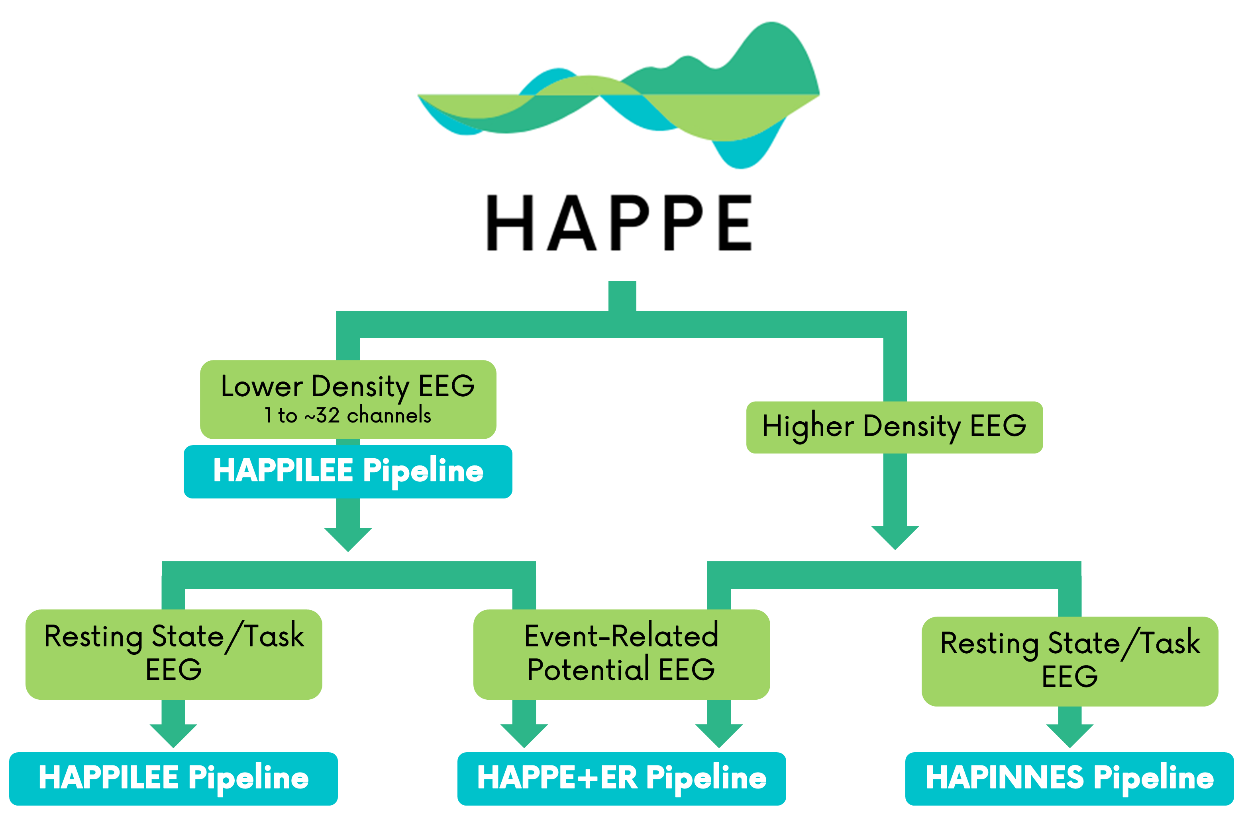 HAPPE
Lower Density EEG
1 to ~32 channels
HAPPILEE Pipeline
Higher Density EEG
Resting State/Task
EEG
Event-Related
Potential EEG
Resting State/Task
EEG
HAPPILEE Pipeline
HAPPE+ER Pipeline
HAPINNES Pipeline